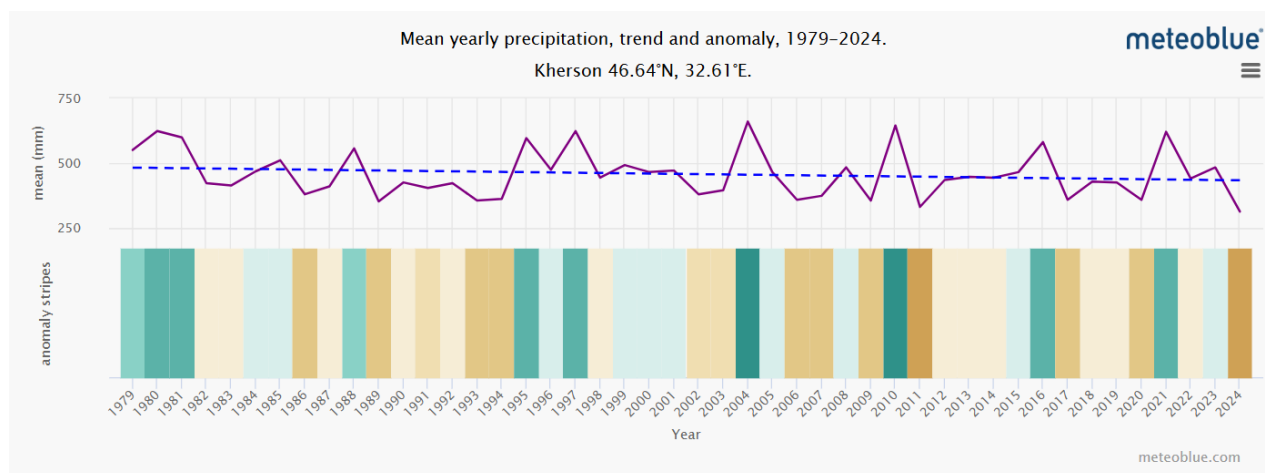 Mean yearly precipitation, trend and anomaly, 1979–2024.
Kherson 46.64°N, 32.61°E.
meteoblue®
750
500
250
mean (mm)
anomaly stripes
1979 1980 1981 1982 1983 1984 1985 1986 1987 1988 1989 1990 1991 1992 1993 1994 1995 1996 1997 1998 1999 2000 2001 2002 2003 2004 2005 2006 2007 2008 2009 2010 2011 2012 2013 2014 2015 2016 2017 2018 2019 2020 2021 2022 2023 2024
Year
meteoblue.com